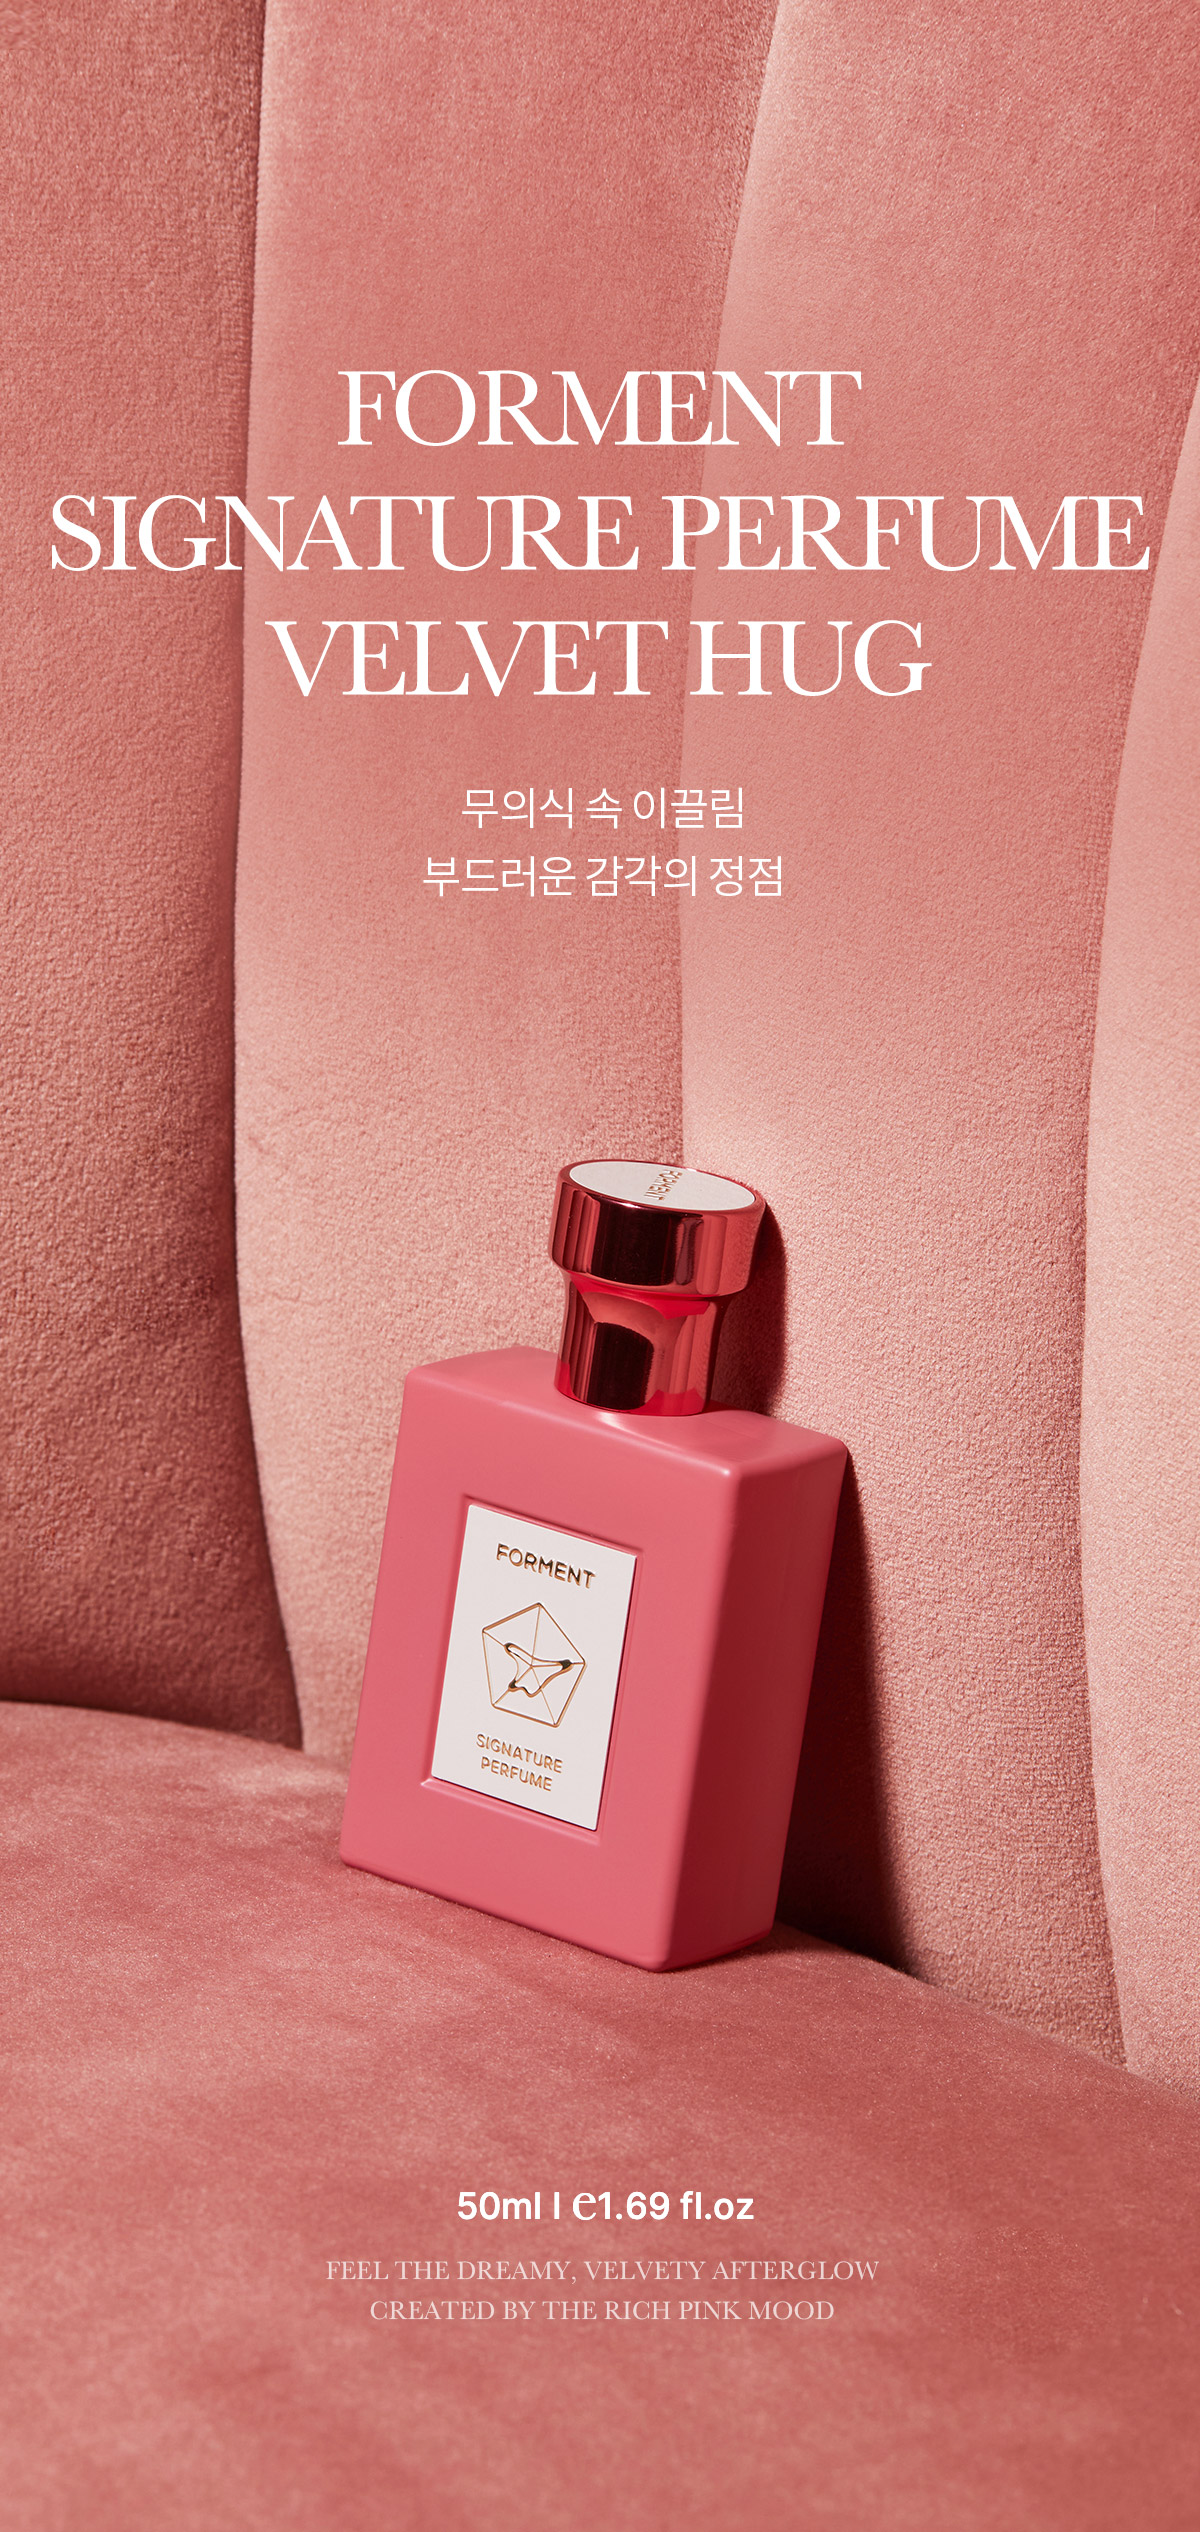 FORMENT
SIGNATURE PERFUME
VELVET HUG
무의식 속 이끌림
부드러운 감각의 정점
FORMENT
FORMENT
SIGNATURE
PERFUME
50ml I e1.69 fl.oz
FEEL THE DREAMY, VELVETY AFTERGLOW
CREATED BY THE RICH PINK MOOD